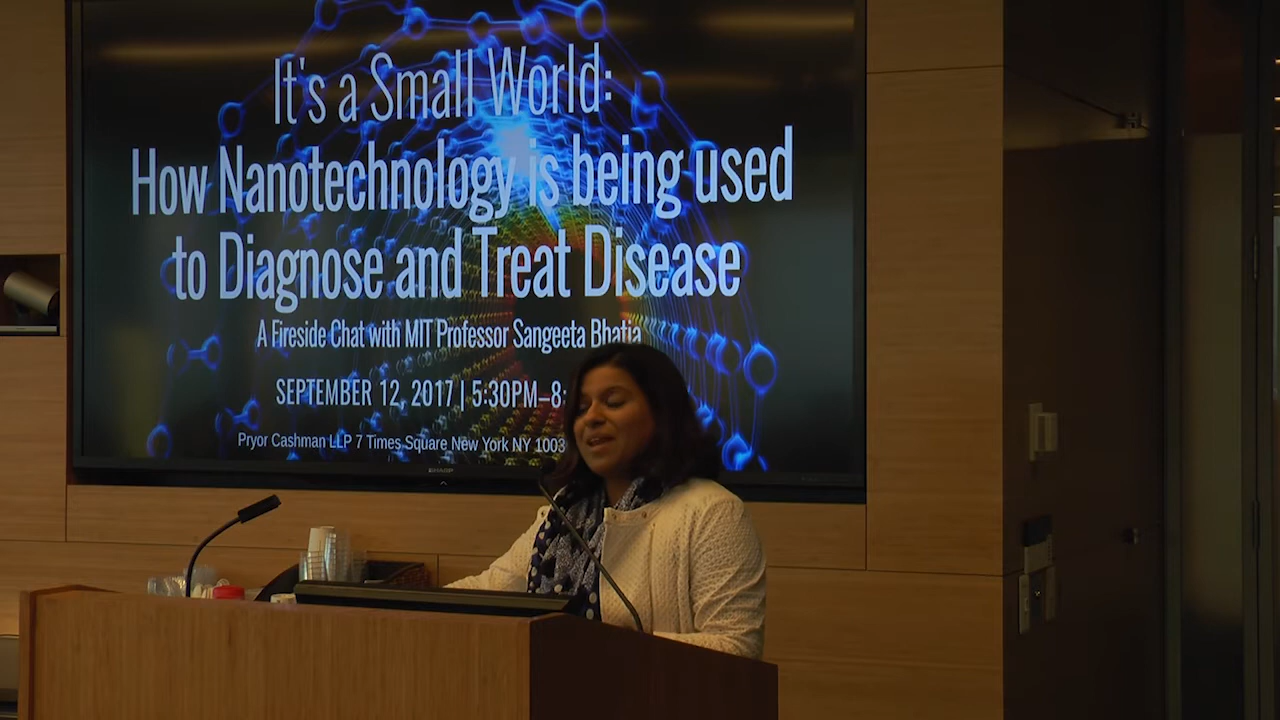 It's a Small World:
How Nanotechnology is being used
to Diagnose and Treat Disease
A Fireside Chat with MIT Professor Sangeeta Bhatia
SEPTEMBER 12, 2017 | 5:30PM–8:
Pryor Cashman LLP 7 Times Square New York NY 1003
SHARP